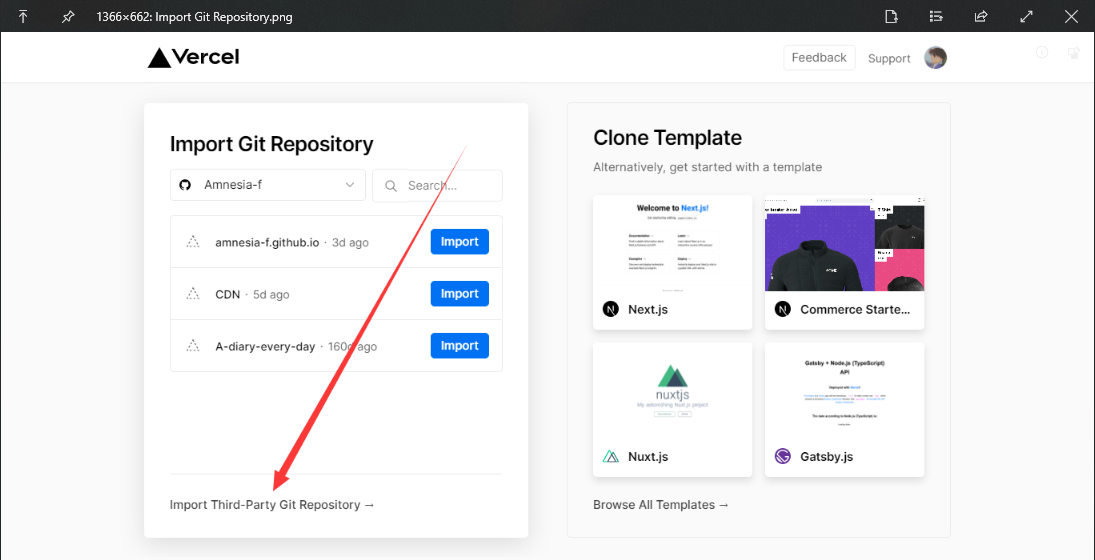 1366×662: Import Git Repository.png
Vercel
Feedback
Support
Import Git Repository
Amnesia-f
Search...
amnesia-f.github.io · 3d ago
Import
CDN · 5d ago
Import
A-diary-every-day · 160d ago
Import
Import Third-Party Git Repository →
Clone Template
Alternatively, get started with a template
Welcome to Next.js!
Next.js
Commerce Starte...
nuxtjs
My astonishing Nuxt.js project
Nuxt.js
Gatsby + Node.js (TypeScript)
API
Gatsby.js
Browse All Templates →